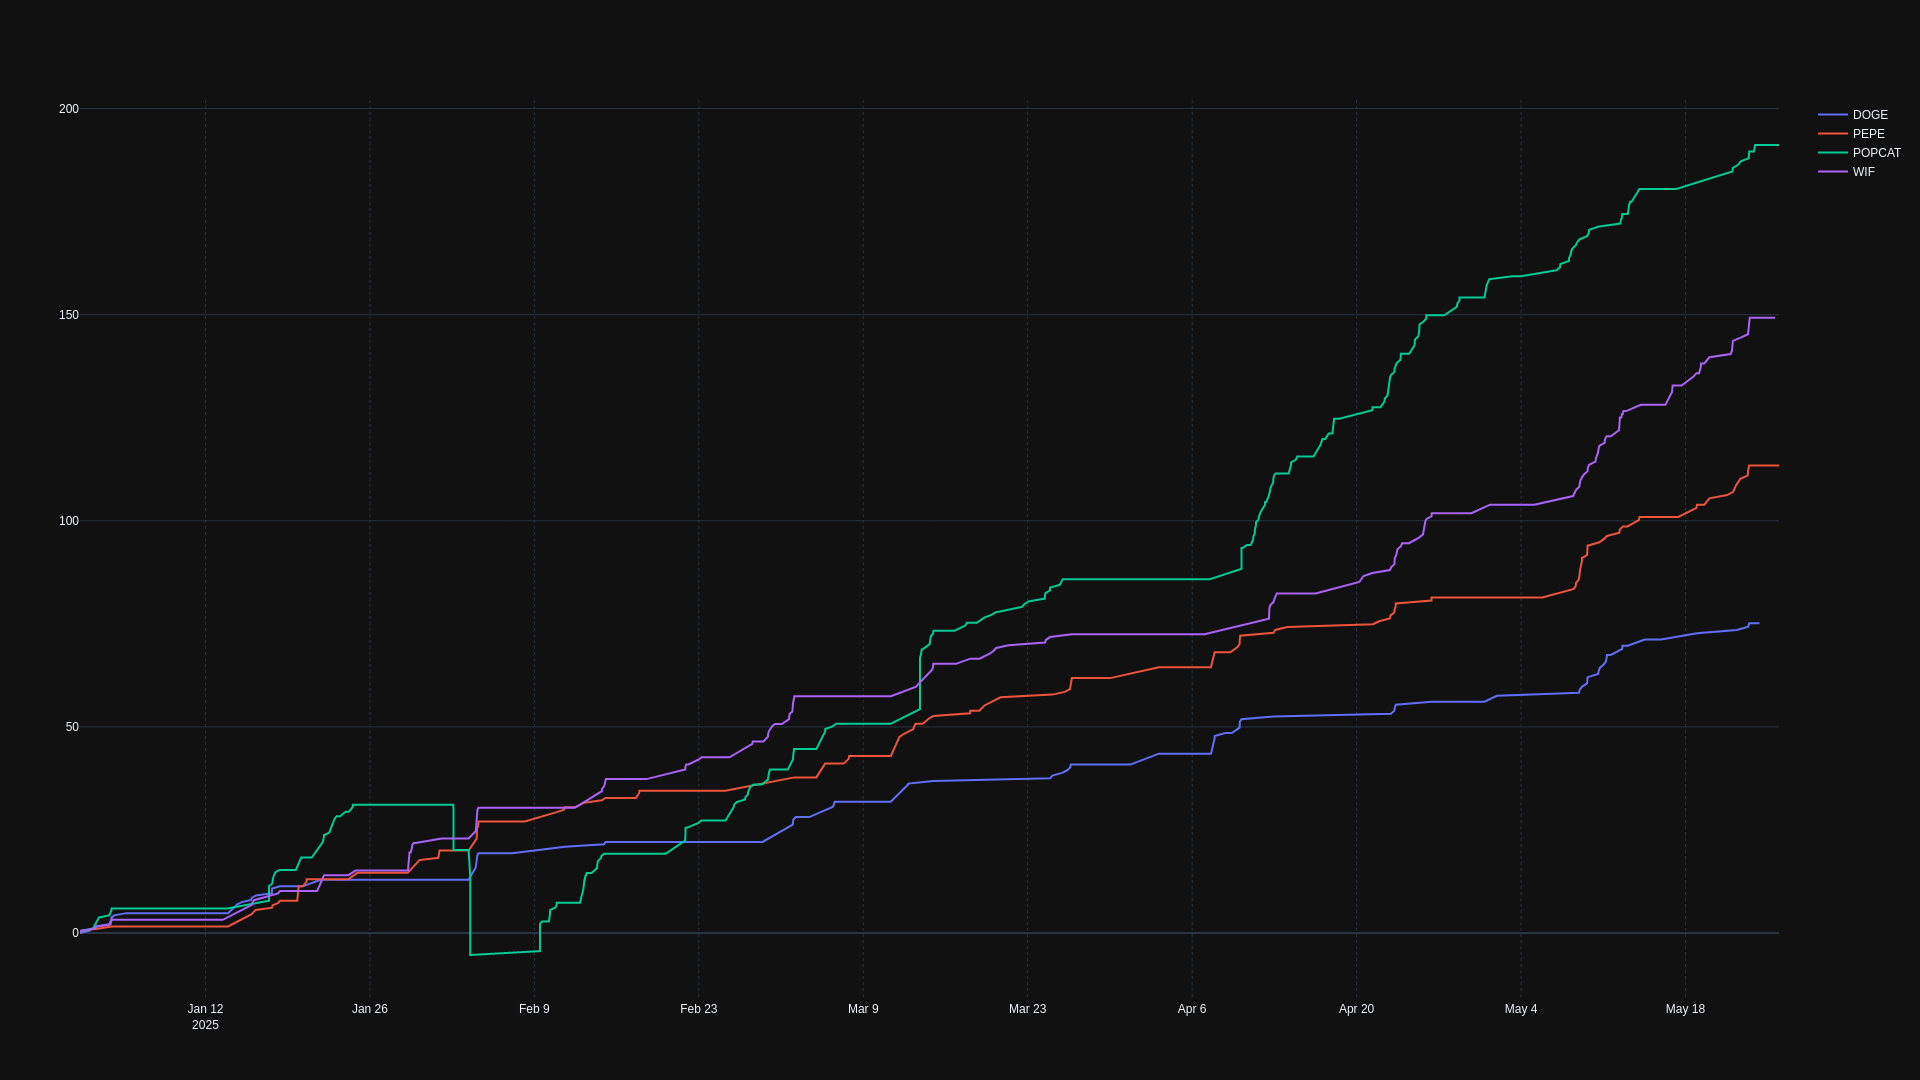 200
150
100
50
0
Jan 12
2025
Jan 26
Feb 9
Feb 23
Mar 9
Mar 23
Apr 6
Apr 20
May 4
May 18
DOGE
PEPE
POPCAT
WIF